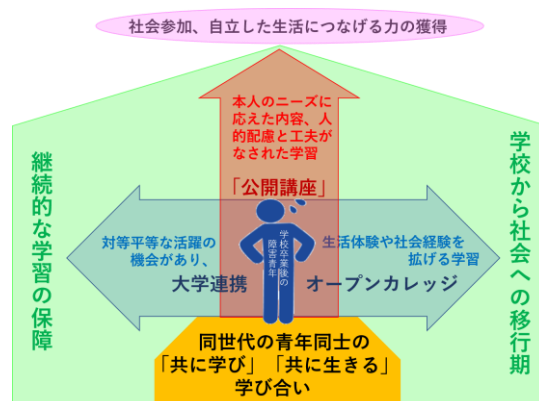 社会参加、自立した生活につなげる力の獲得
本人のニーズに
応えた内容、人
的配慮と工夫が
なされた学習
「公開講座」
継続的な学習の保障
学校から社会への移行期
対等平等な活躍の
機会があり、
大学連携
学校卒業後の
障害青年
生活体験や社会経験を
拡げる学習
オープンカレッジ
同世代の青年同士の
「共に学び」「共に生きる」
学び合い